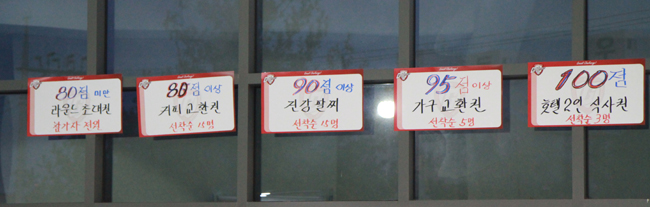 80점 미만
라운드 초대권
참가자 전원
80점 이상
커피 교환권
선착순 15명
90점 이상
건강 팔찌
선착순 15명
95점 이상
가구교환권
선착순 5명
100점
호텔 2인 식사권
선착순 3명